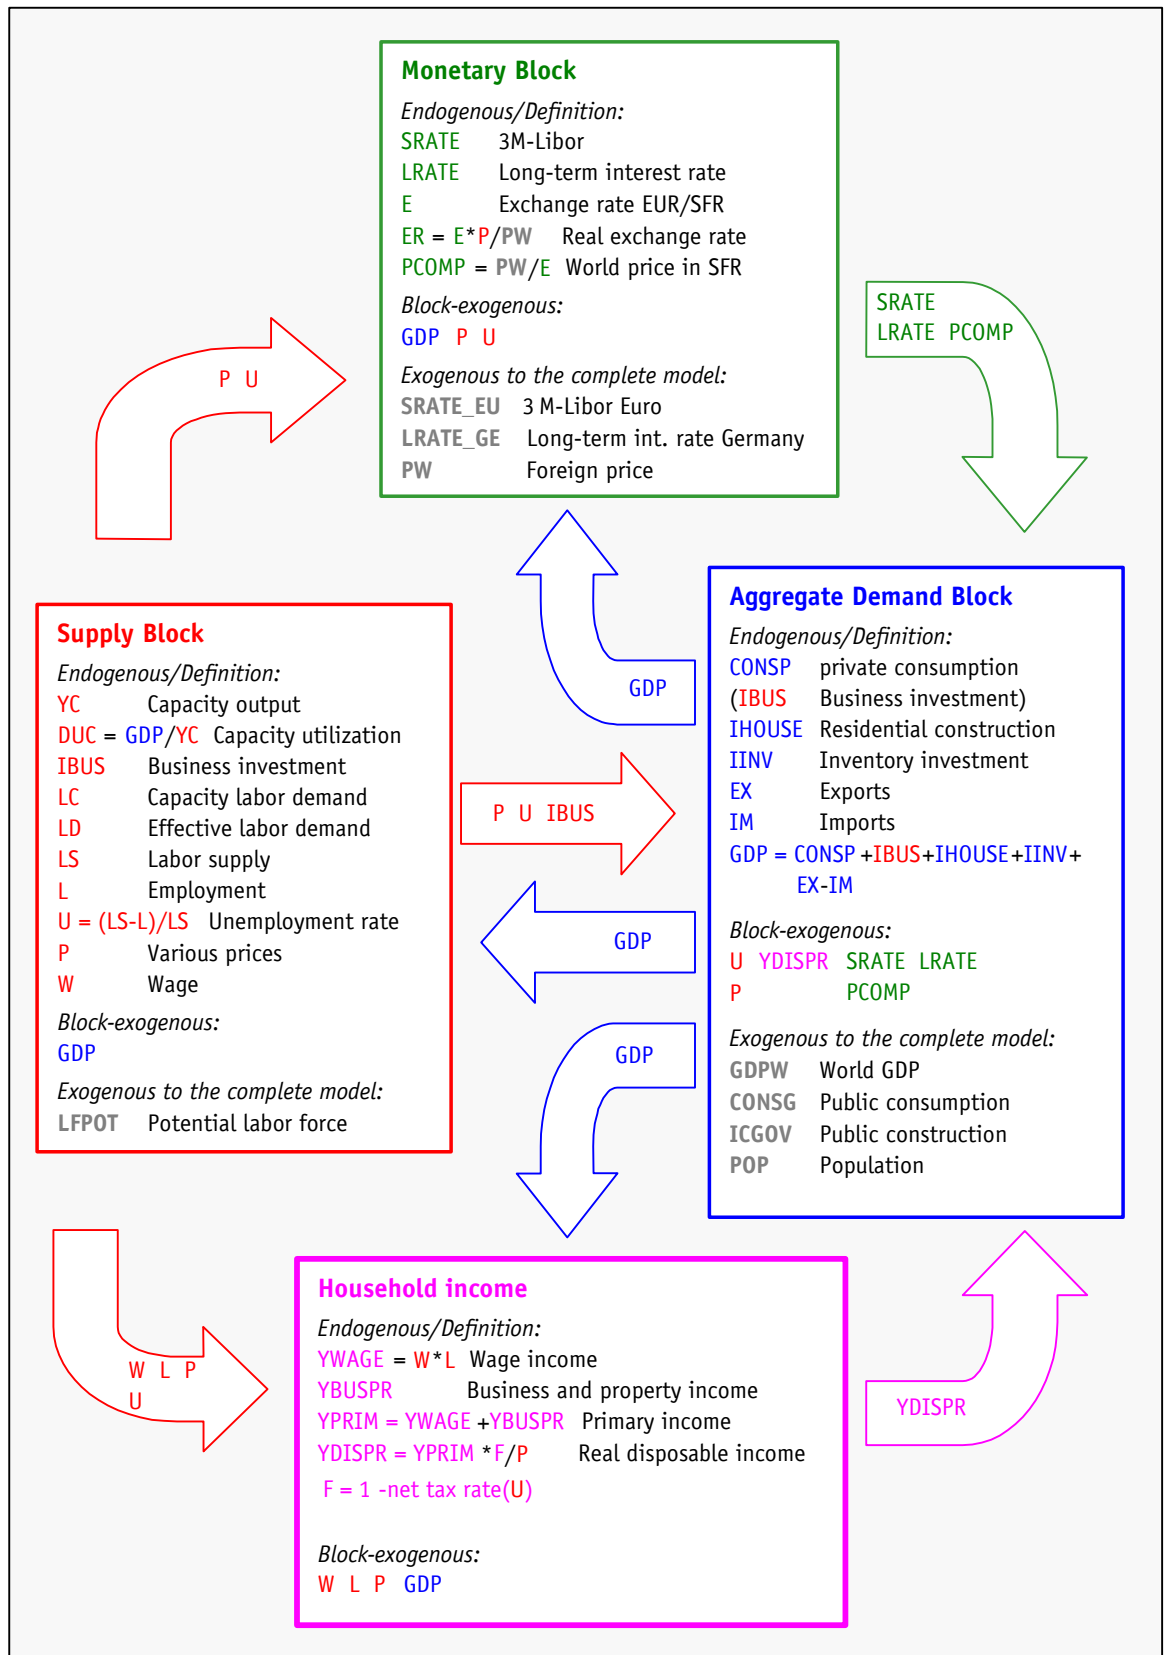 Monetary Block
Endogenous/Definition:
SRATE 3M-Libor
LRATE Long-term interest rate
E Exchange rate EUR/SFR
ER = E*P/PW Real exchange rate
PCOMP = PW/E World price in SFR
Block-exogenous:
GDP P U
Exogenous to the complete model:
SRATE_EU 3 M-Libor Euro
LRATE_GE Long-term int. rate Germany
PW Foreign price
SRATE
LRATE PCOMP
P U
GDP
Supply Block
Endogenous/Definition:
YC Capacity output
DUC = GDP/YC Capacity utilization
IBUS Business investment
LC Capacity labor demand
LD Effective labor demand
LS Labor supply
L Employment
U = (LS-L)/LS Unemployment rate
P Various prices
W Wage
Block-exogenous:
GDP
Exogenous to the complete model:
LFPOT Potential labor force
P U IBUS
GDP
GDP
Aggregate Demand Block
Endogenous/Definition:
CONSP private consumption
(IBUS Business investment)
IHOUSE Residential construction
IINV Inventory investment
EX Exports
IM Imports
GDP = CONSP +IBUS+IHOUSE+IINV+
EX-IM
Block-exogenous:
U YDISPR SRATE LRATE
P PCOMP
Exogenous to the complete model:
GDPW World GDP
CONSG Public consumption
ICGOV Public construction
POP Population
W L P
U
Household income
Endogenous/Definition:
YWAGE = W*L Wage income
YBUSPR Business and property income
YPRIM = YWAGE +YBUSPR Primary income
YDISPR = YPRIM *F/P Real disposable income
F = 1 -net tax rate(U)
Block-exogenous:
W L P GDP
YDISPR